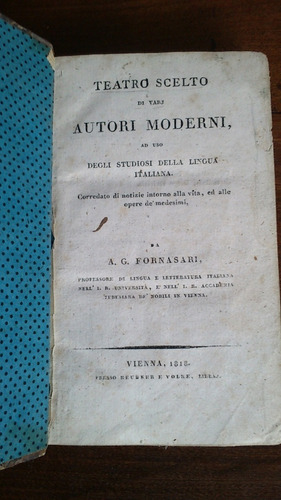 TEATRO SCELTO
DI VARJ
AUTORI MODERNI,
AD USO
DEGLI STUDIOSI DELLA LINGUA
ITALIANA.
Corredato di notizie intorno alla vita, ed alle
opere de' medesimi,
DA
A. G. FORNASARI,
PROFESSORE DI LINGUA E LETTERATURA ITALIANA
NELL' I. R. UNIVERSITÀ, E NELL' I. R. ACCADEMIA
TERESIANA DE' NOBILI IN VIENNA.
VIENNA, 1818.
PRESSO HEUBNER E VOLKE, LIBRAJ.